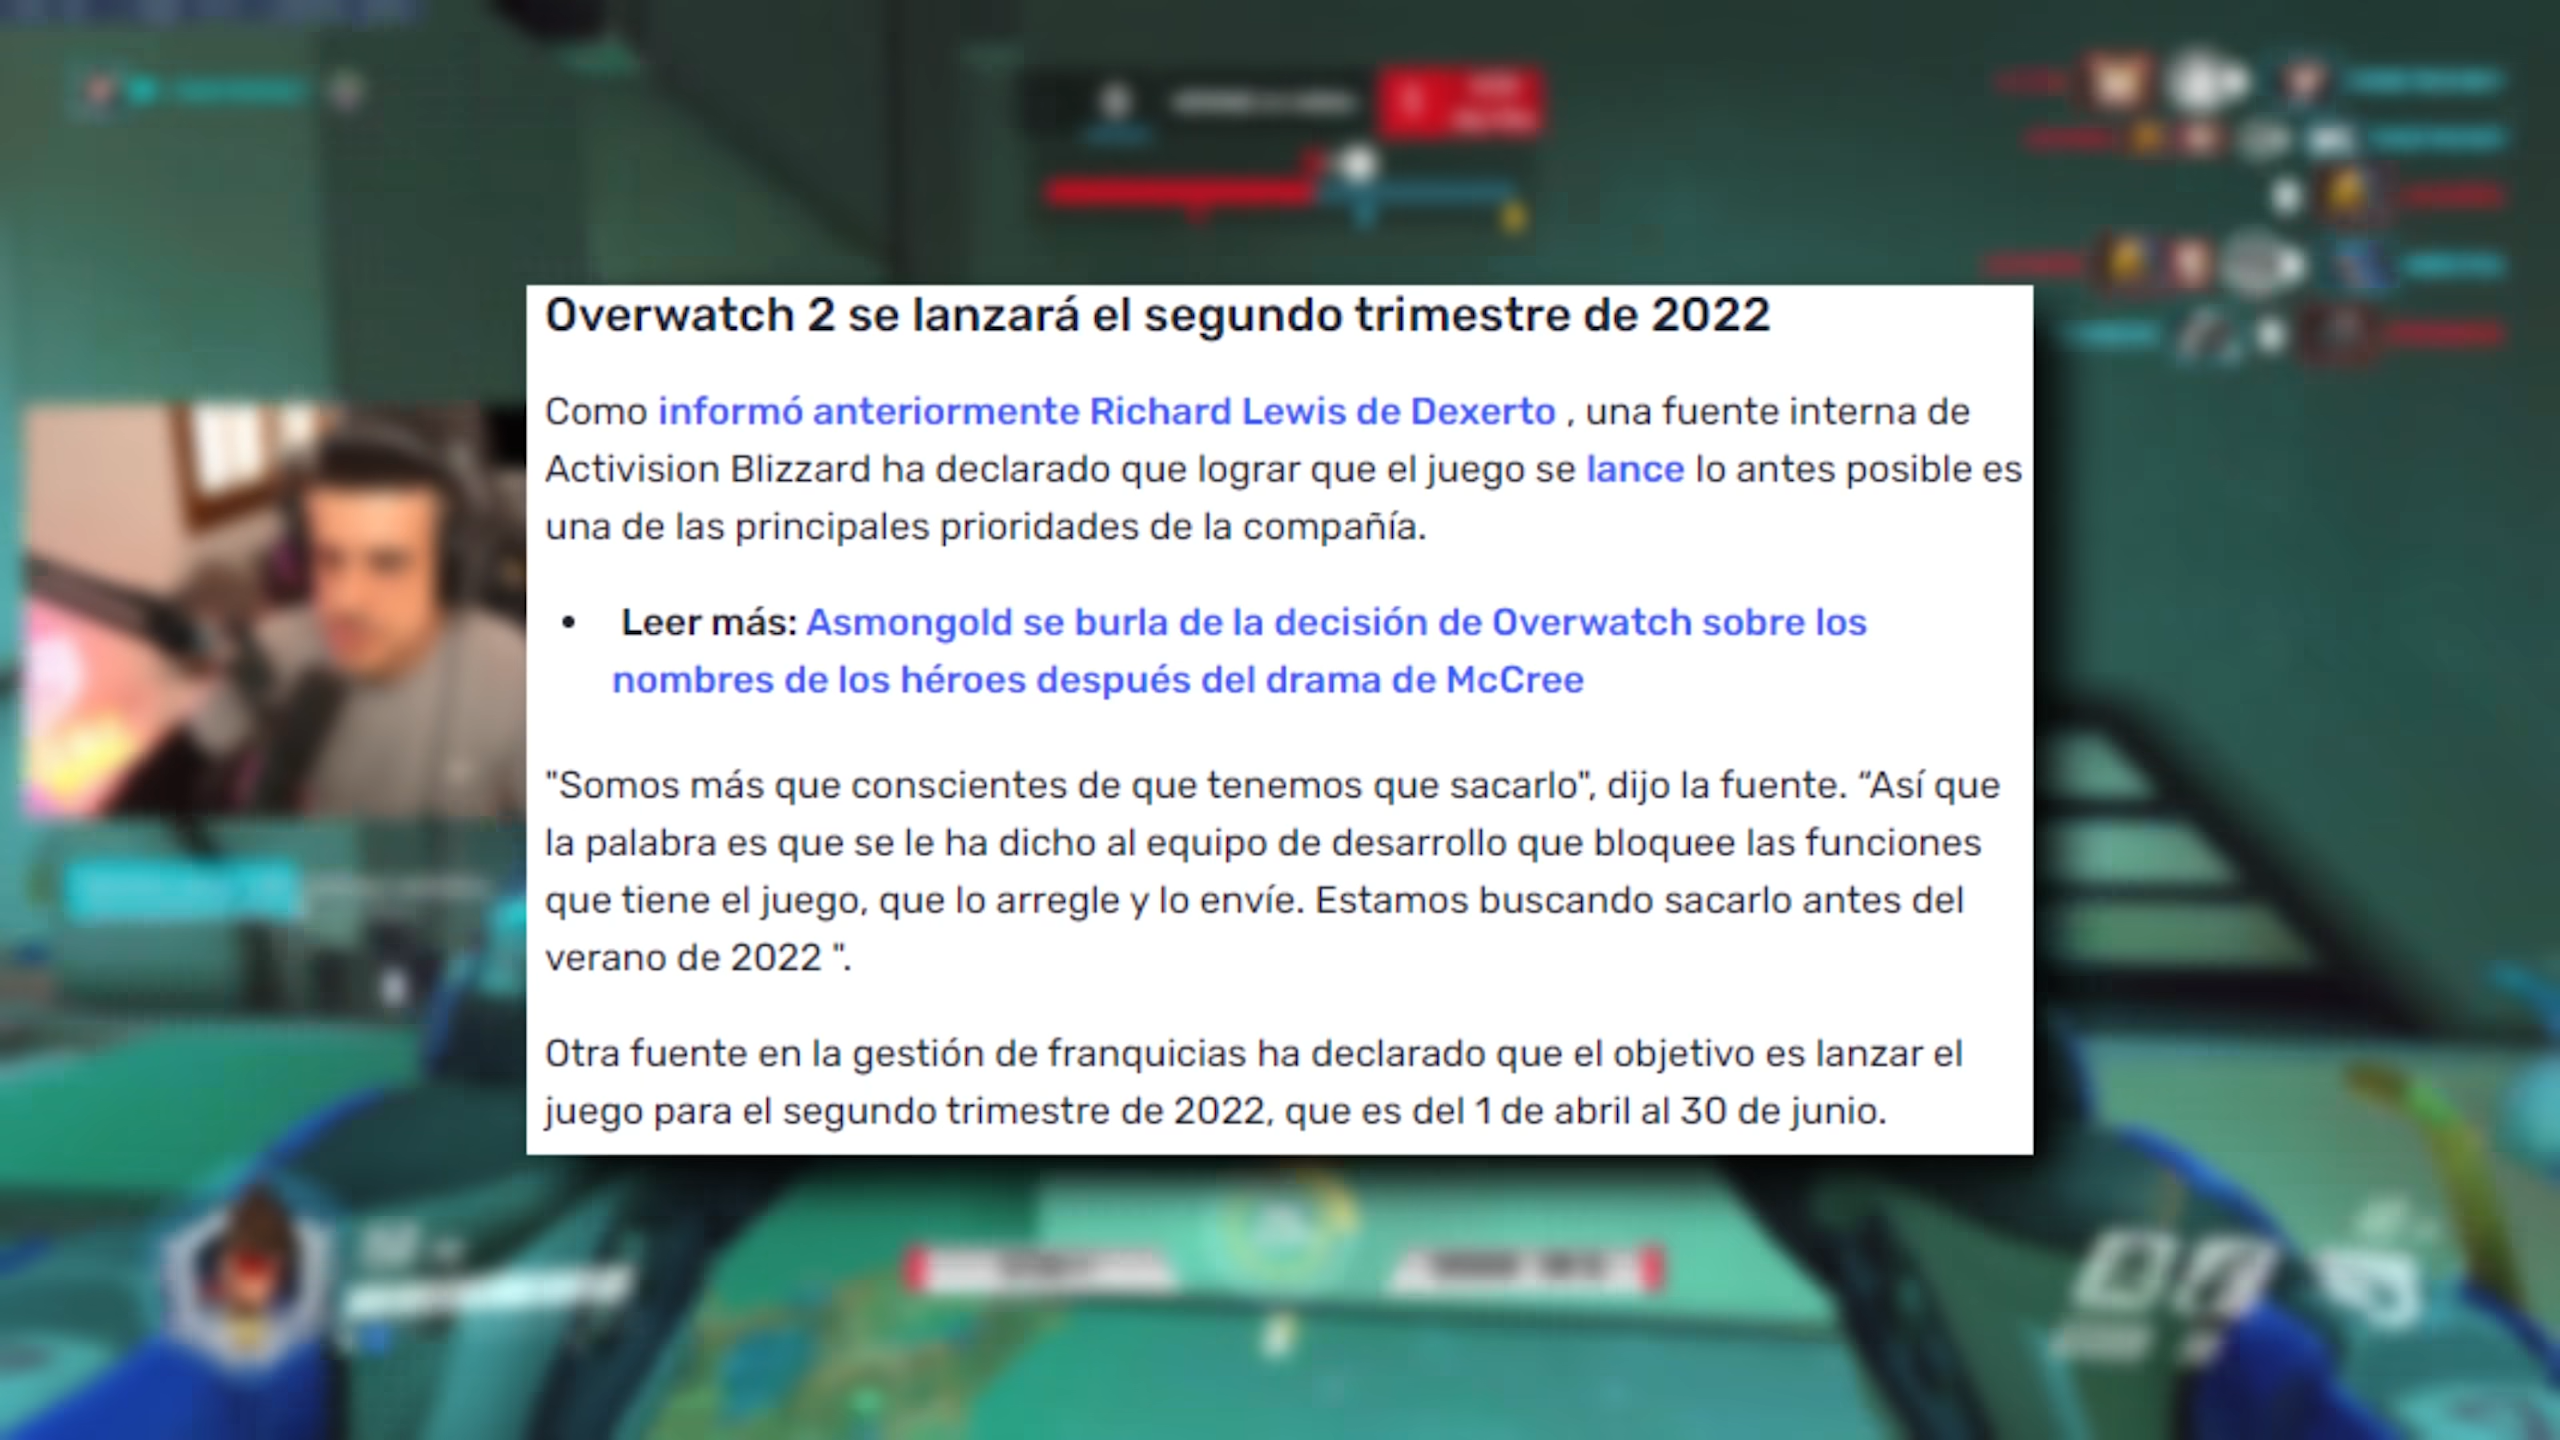 Overwatch 2 se lanzará el segundo trimestre de 2022
Como informó anteriormente Richard Lewis de Dexerto , una fuente interna de
Activision Blizzard ha declarado que lograr que el juego se lance lo antes posible es
una de las principales prioridades de la compañía.
• Leer más: Asmongold se burla de la decisión de Overwatch sobre los
nombres de los héroes después del drama de McCree
"Somos más que conscientes de que tenemos que sacarlo", dijo la fuente. “Así que
la palabra es que se le ha dicho al equipo de desarrollo que bloquee las funciones
que tiene el juego, que lo arregle y lo envíe. Estamos buscando sacarlo antes del
verano de 2022 ".
Otra fuente en la gestión de franquicias ha declarado que el objetivo es lanzar el
juego para el segundo trimestre de 2022, que es del 1 de abril al 30 de junio.